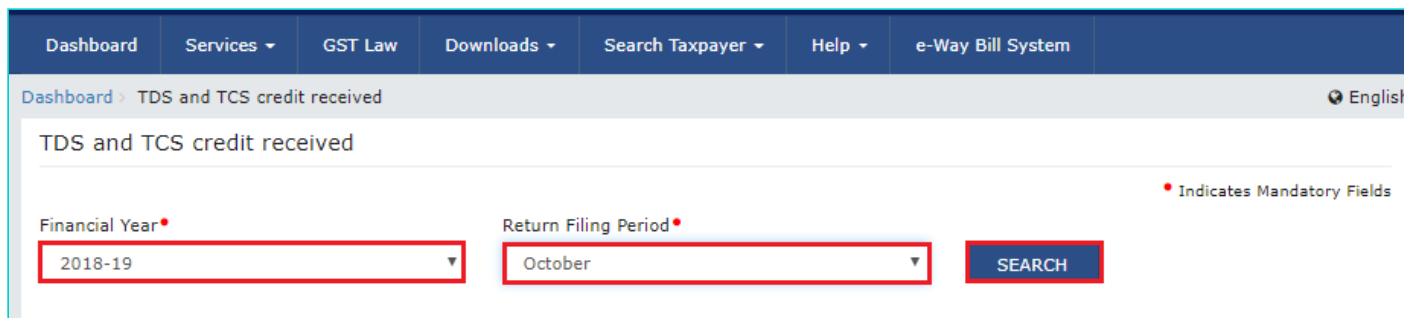 Dashboard Services GST Law Downloads Search Taxpayer Help e-Way Bill System
Dashboard > TDS and TCS credit received English
TDS and TCS credit received
• Indicates Mandatory Fields
Financial Year• Return Filing Period•
2018-19 October SEARCH